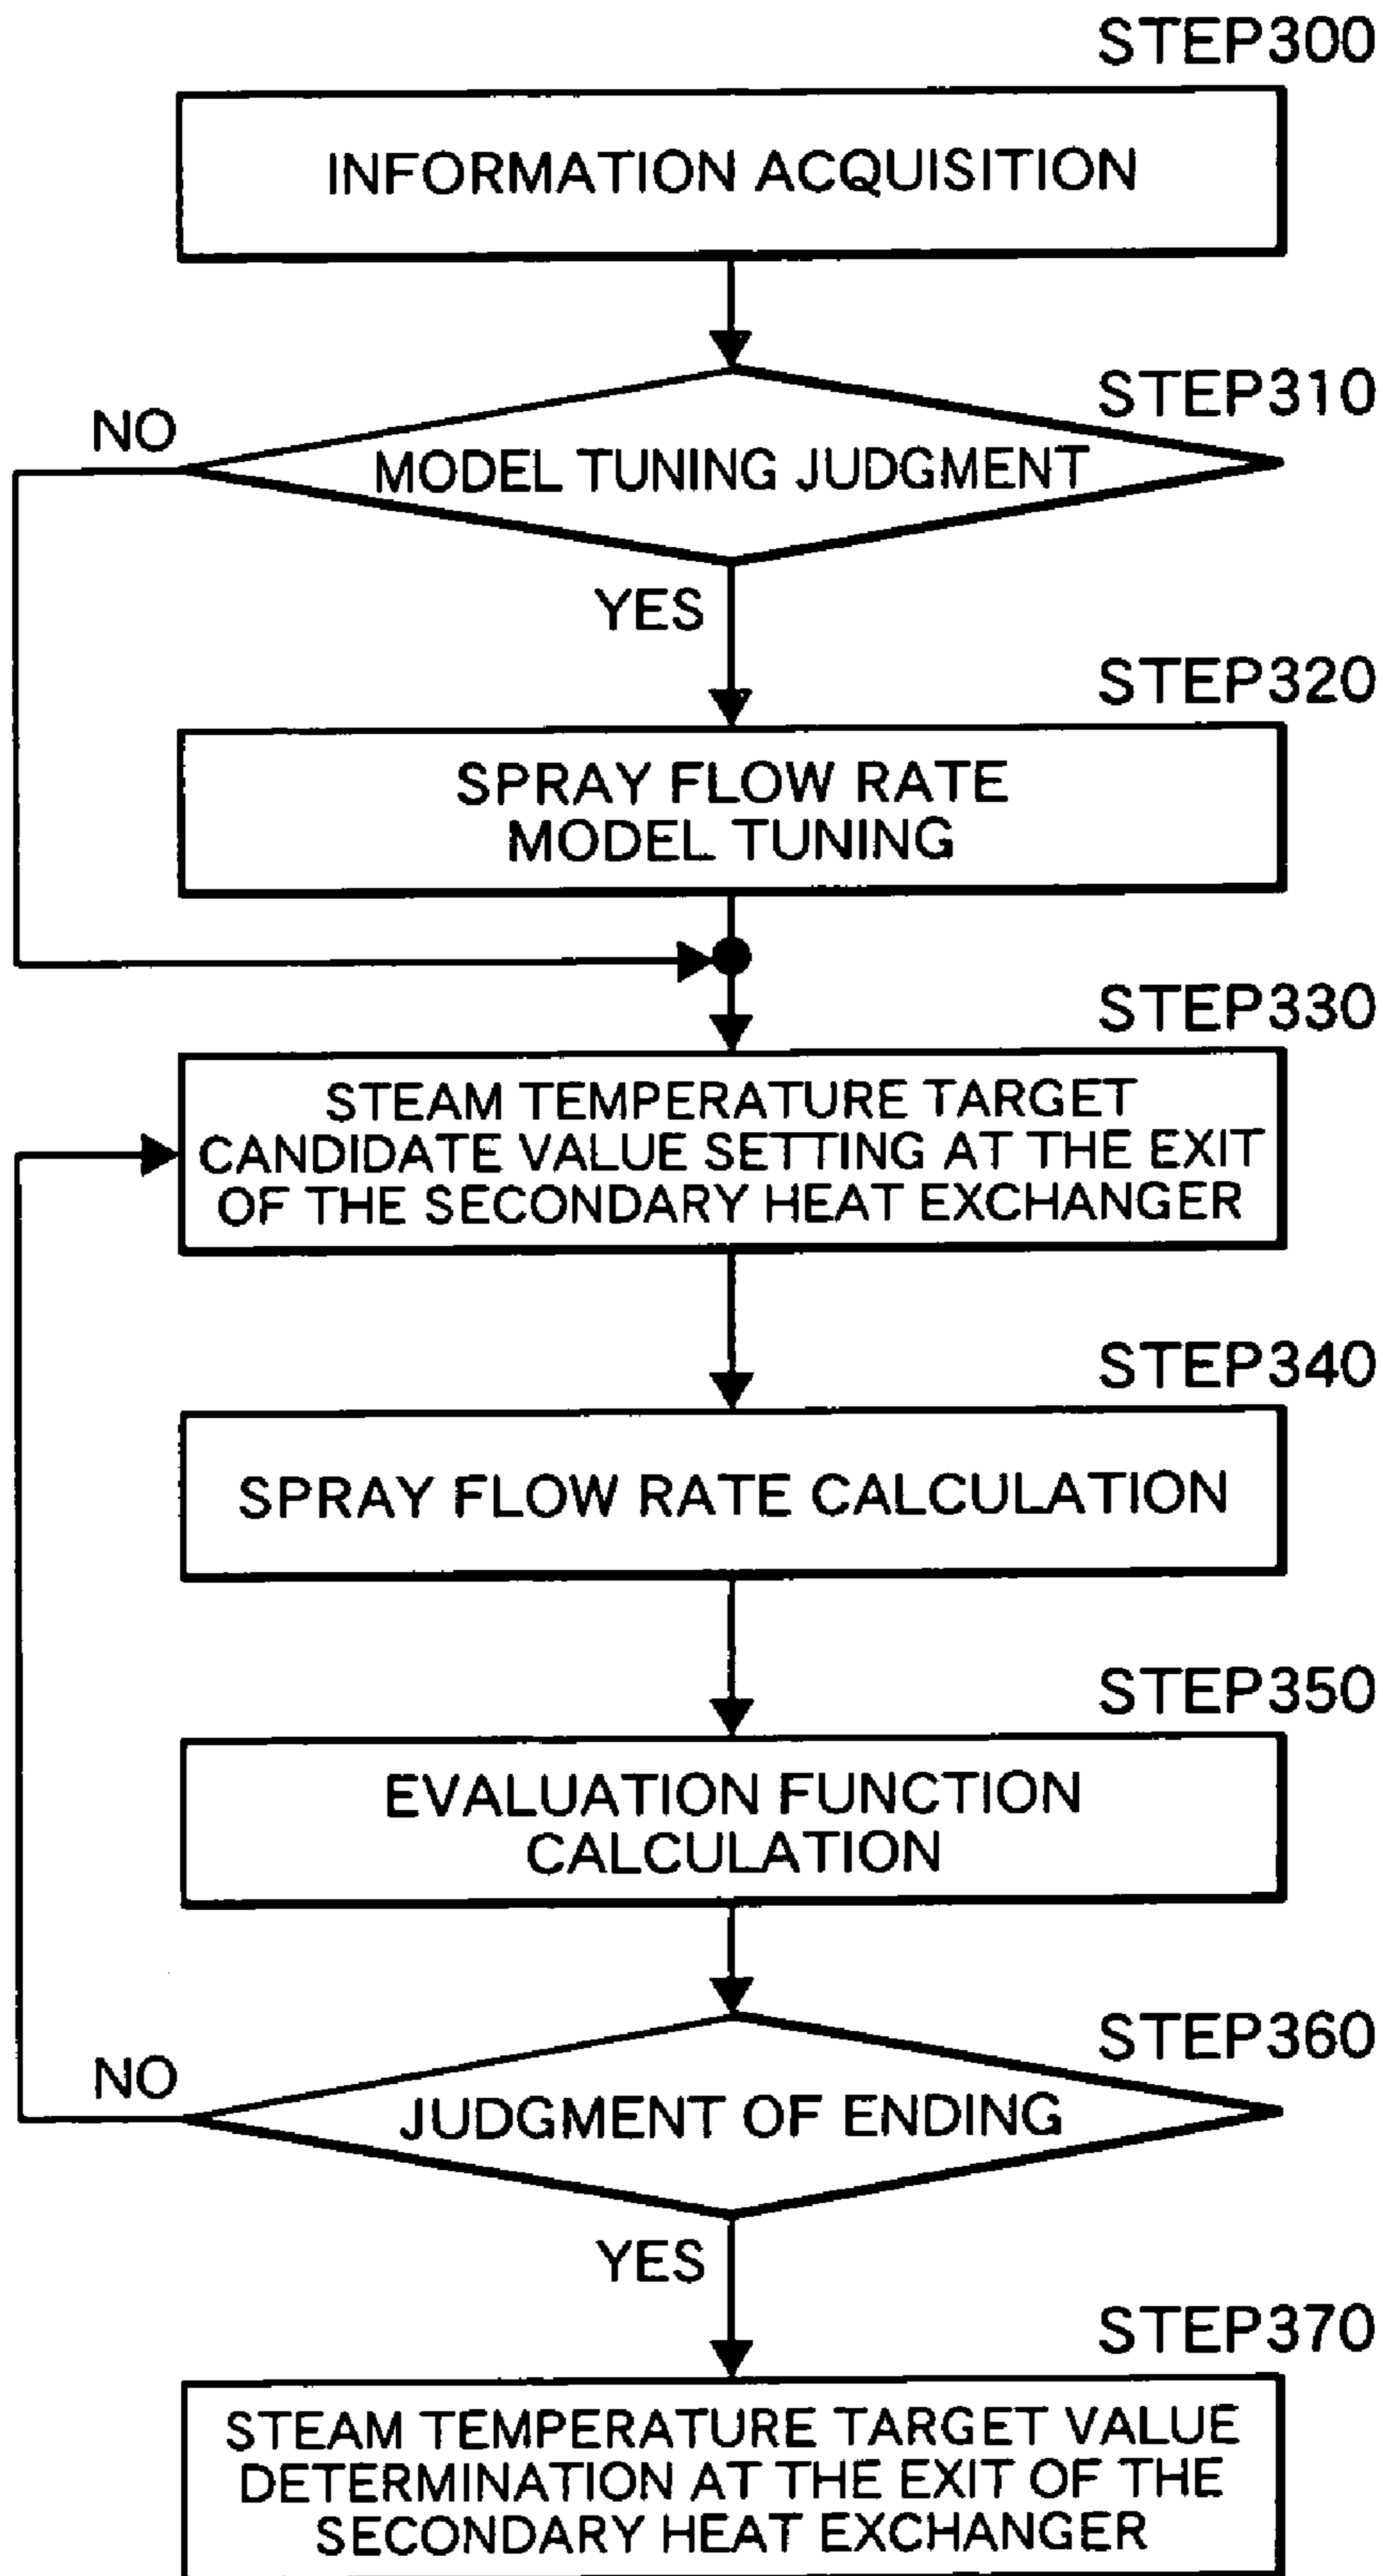 STEP300
INFORMATION ACQUISITION
STEP310
NO
MODEL TUNING JUDGMENT
YES
STEP320
SPRAY FLOW RATE
MODEL TUNING
STEP330
STEAM TEMPERATURE TARGET
CANDIDATE VALUE SETTING AT THE EXIT
OF THE SECONDARY HEAT EXCHANGER
STEP340
SPRAY FLOW RATE CALCULATION
STEP350
EVALUATION FUNCTION
CALCULATION
STEP360
NO
JUDGMENT OF ENDING
YES
STEP370
STEAM TEMPERATURE TARGET VALUE
DETERMINATION AT THE EXIT OF THE
SECONDARY HEAT EXCHANGER